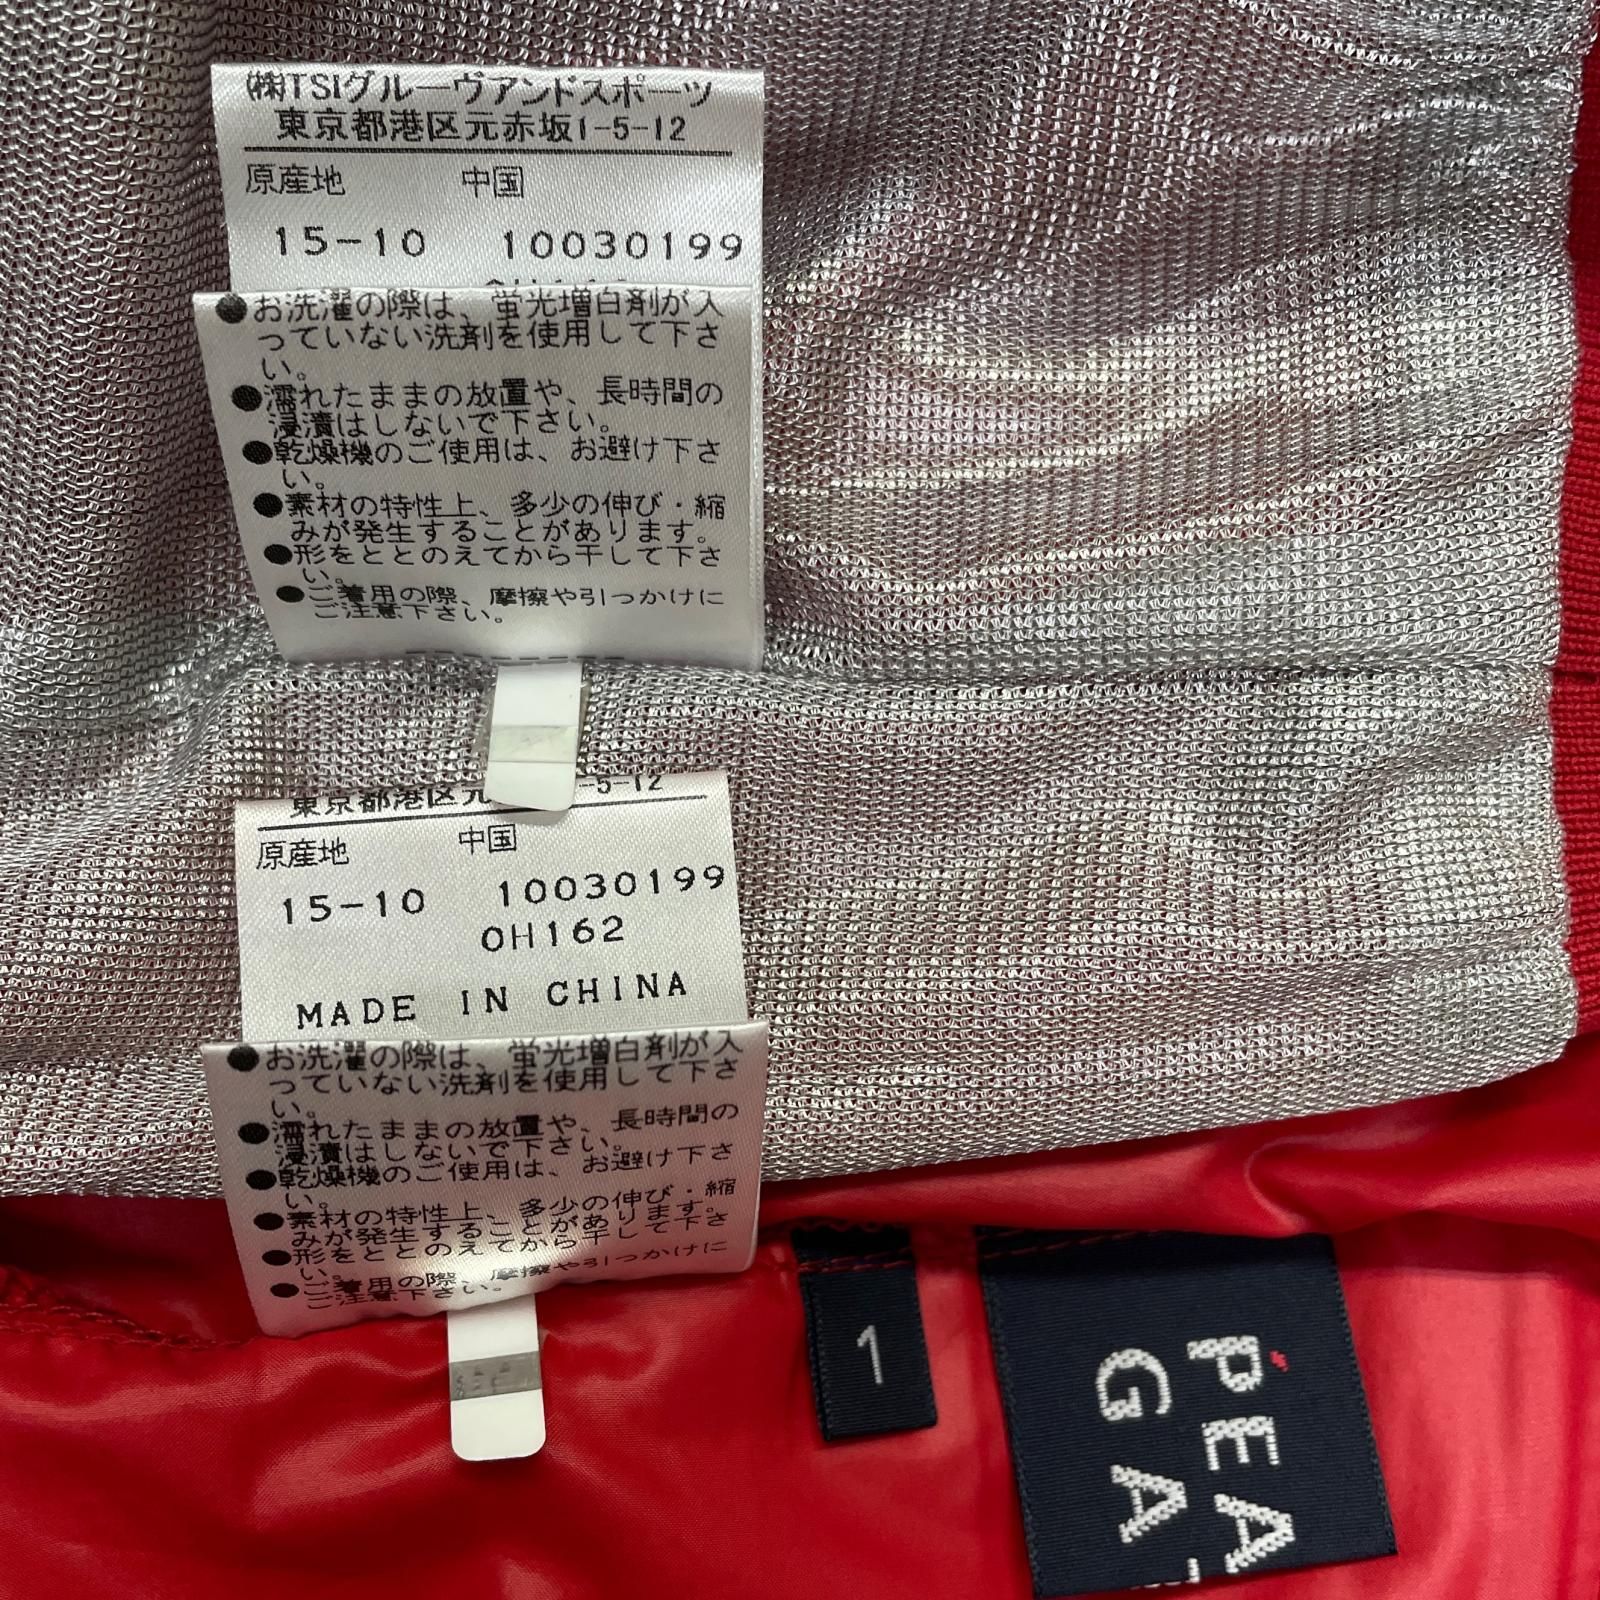 (株)TSIグルーヴアンドスポーツ
東京都港区元赤坂1-5-12
原産地 中国
15-10 10030199
●お洗濯の際は、蛍光増白剤が入
っていない洗剤を使用して下さ
い。
●濡れたままの放置や、長時間の
浸漬はしないで下さい。
●乾燥機のご使用は、お避け下さ
い。
●素材の特性上、多少の伸び・縮
みが発生することがあります。
●形をととのえてから干して下さ
い。
●ご着用の際、摩擦や引っかけに
ご注意下さい。
東京都港区元 -5-12
原産地 中国
15-10 10030199
0H162
MADE IN CHINA
●お洗濯の際は、蛍光増白剤が入
っていない洗剤を使用して下さ
い。
●濡れたままの放置や、長時間の
浸漬はしないで下さい。
●乾燥機のご使用は、お避け下さ
い。
●素材の特性上、多少の伸び・縮
みが発生することがあります。
●形をととのえてから干して下さ
い。
●ご着用の際、摩擦や引っかけに
ご注意下さい。
1
PEA
GA